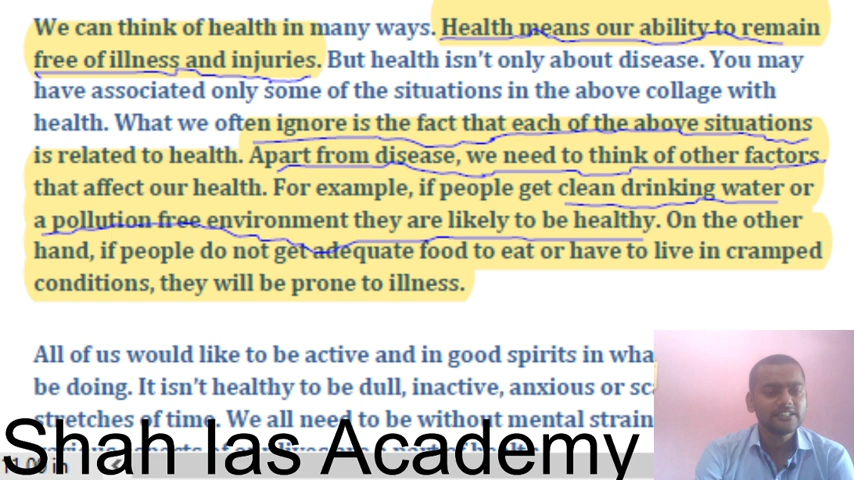 We can think of health in many ways. Health means our ability to remain
free of illness and injuries. But health isn't only about disease. You may
have associated only some of the situations in the above collage with
health. What we often ignore is the fact that each of the above situations
is related to health. Apart from disease, we need to think of other factors
that affect our health. For example, if people get clean drinking water or
a pollution free environment they are likely to be healthy. On the other
hand, if people do not get adequate food to eat or have to live in cramped
conditions, they will be prone to illness.
All of us would like to be active and in good spirits in wha
be doing. It isn't healthy to be dull, inactive, anxious or sc
stretches of time. We all need to be without mental strain
Shah Ias Academy